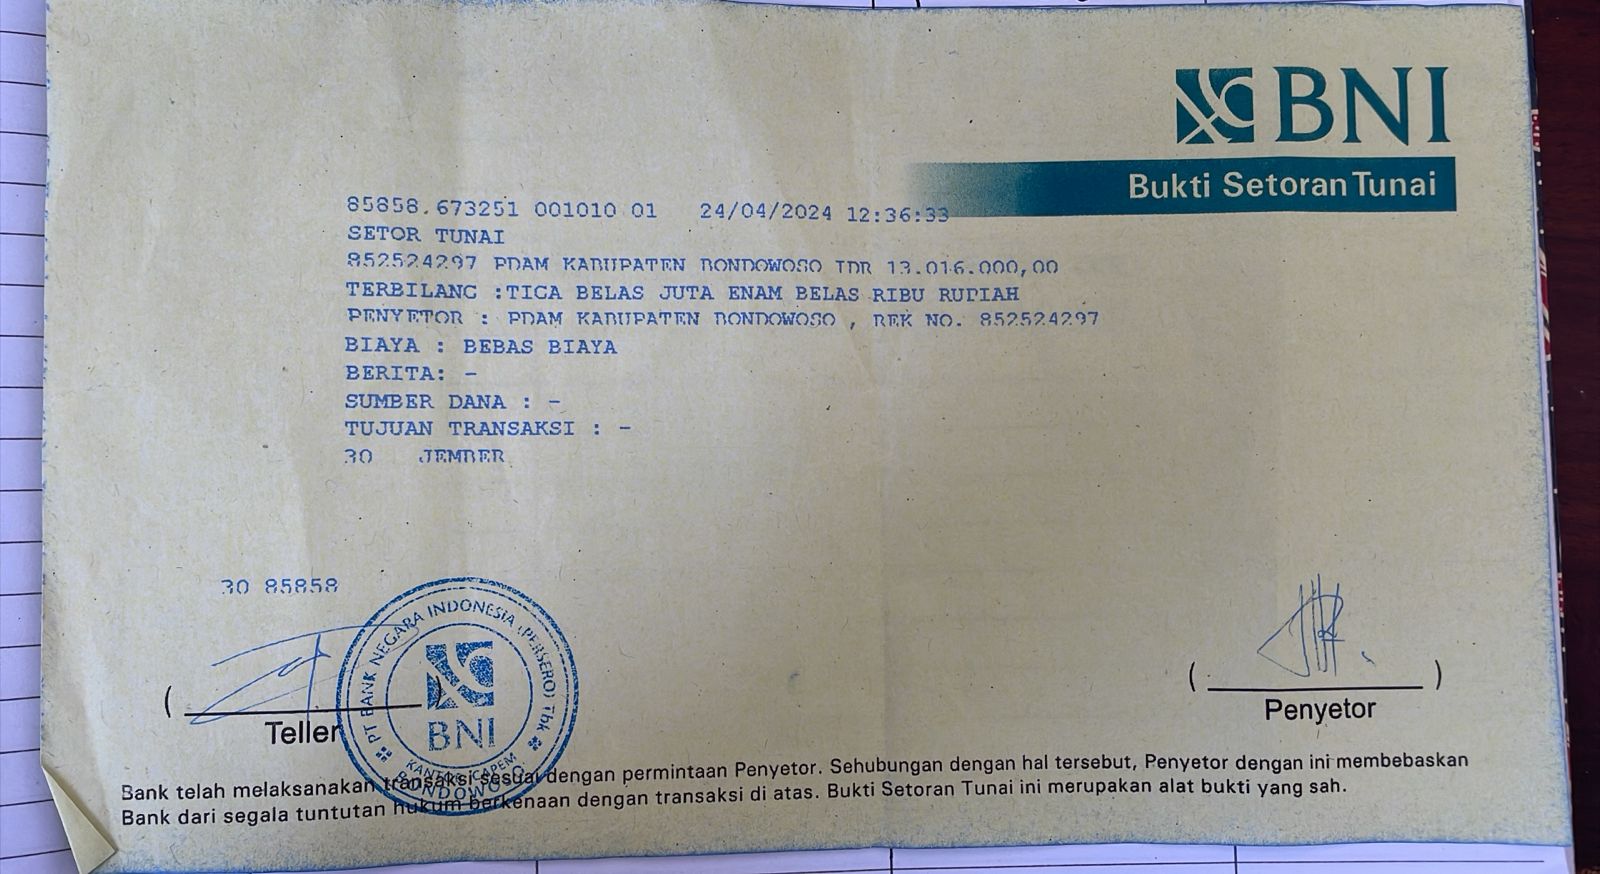 BNI
Bukti Setoran Tunai
85858.673251 001010 01 24/04/2024 12:36:33
SETOR TUNAI
852524297 PDAM KABUPATEN BONDOWOSO IDR 13.016.000,00
TERBILANG :TIGA BELAS JUTA ENAM BELAS RIBU RUPIAH
PENYETOR : PDAM KABUPATEN BONDOWOSO , REK NO. 852524297
BIAYA : BEBAS BIAYA
BERITA: -
SUMBER DANA : -
TUJUAN TRANSAKSI : -
30 JEMBER
30 85858
PT BANK NEGARA INDONESIA (PERSERO) Tbk
BNI
KANTOR CAPEM
BONDOWOSO
( )
Teller
( )
Penyetor
Bank telah melaksanakan transaksi sesuai dengan permintaan Penyetor. Sehubungan dengan hal tersebut, Penyetor dengan ini membebaskan
Bank dari segala tuntutan hukum berkenaan dengan transaksi di atas. Bukti Setoran Tunai ini merupakan alat bukti yang sah.